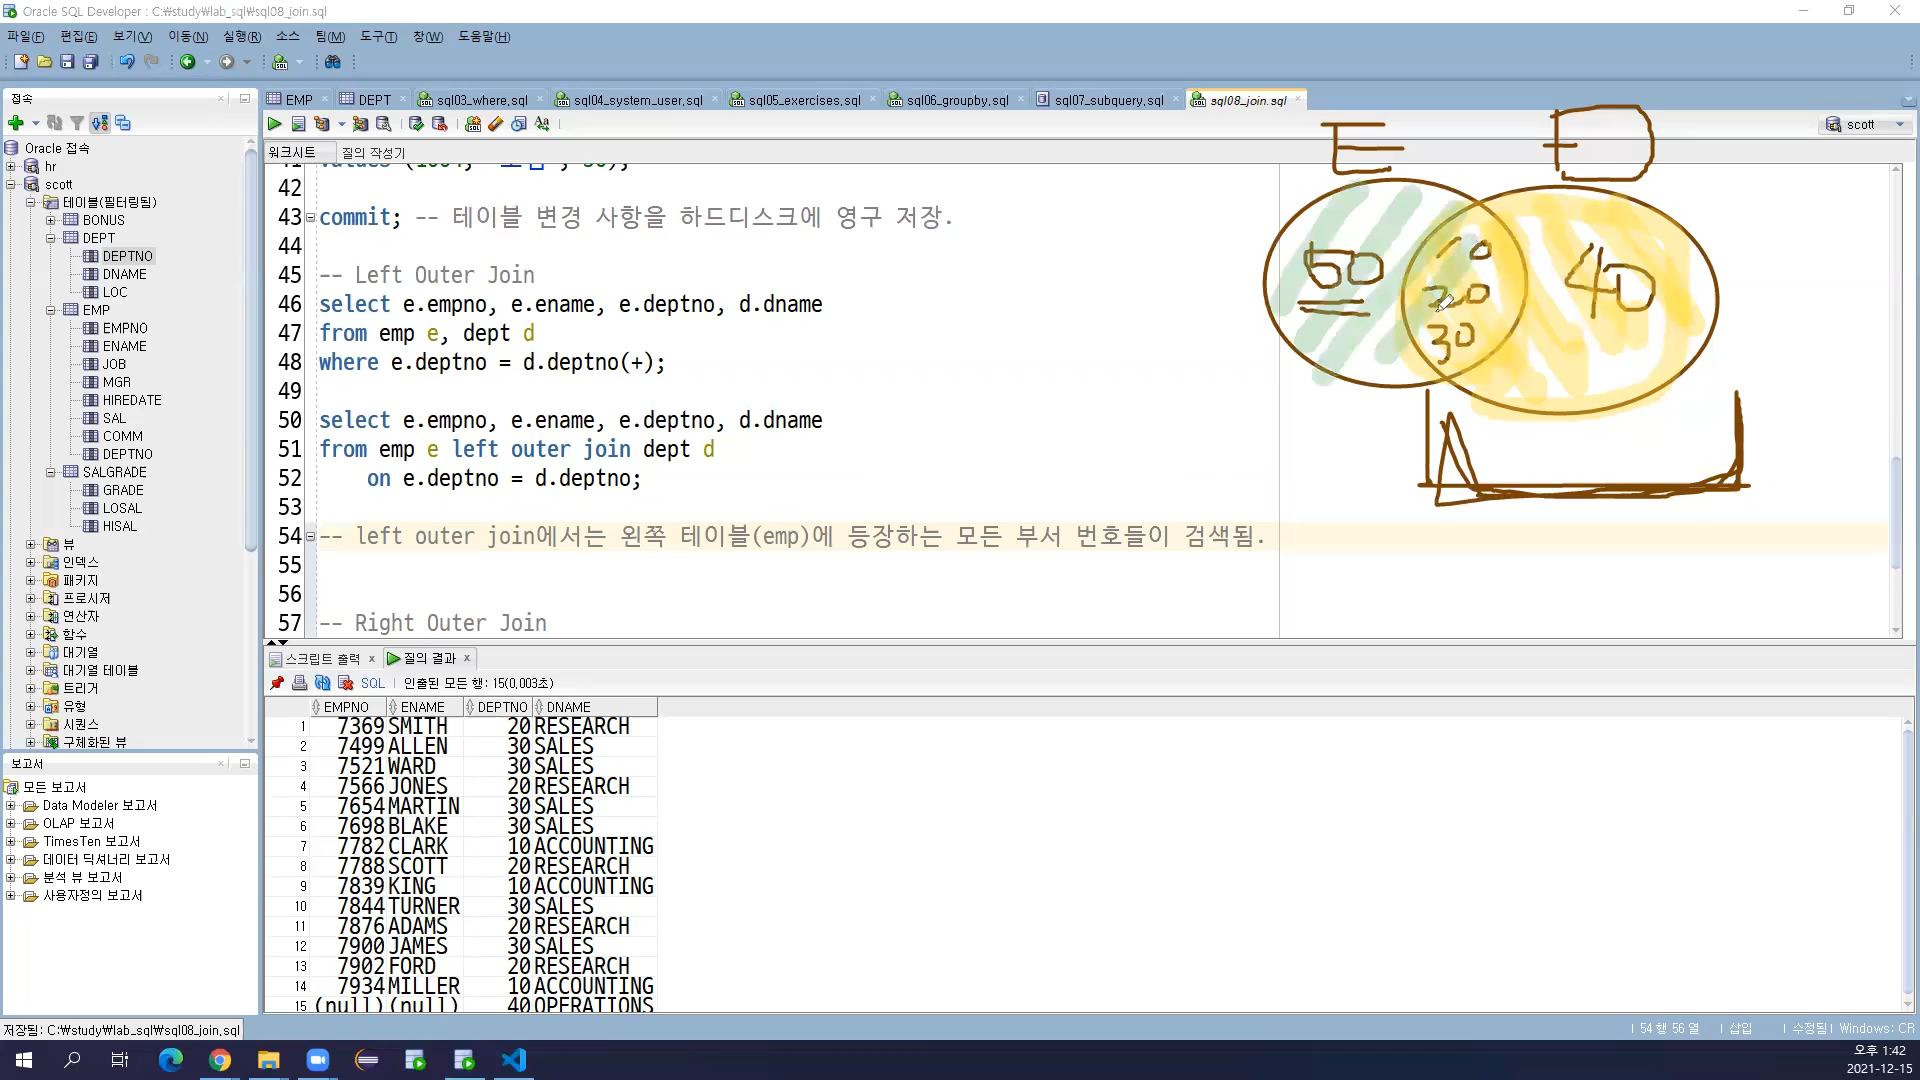 Oracle SQL Developer : C:₩study₩lab_sql₩sql08_join.sql
파일(F) 편집(E) 보기(V) 이동(N) 실행(R) 소스 팀(M) 도구(T) 창(W) 도움말(H)
접속
EMP DEPT sql03_where.sql sql04_system_user.sql sql05_exercises.sql sql06_groupby.sql sql07_subquery.sql sql08_join.sql
scott
워크시트 질의 작성기
Oracle 접속
hr
scott
테이블(필터링됨)
BONUS
DEPT
DEPTNO
DNAME
LOC
EMP
EMPNO
ENAME
JOB
MGR
HIREDATE
SAL
COMM
DEPTNO
SALGRADE
GRADE
LOSAL
HISAL
뷰
인덱스
패키지
프로시저
연산자
함수
대기열
대기열 테이블
트리거
유형
시퀀스
구체화된 뷰
보고서
모든 보고서
Data Modeler 보고서
OLAP 보고서
TimesTen 보고서
데이터 딕셔너리 보고서
분석 뷰 보고서
사용자정의 보고서
42
43 commit; -- 테이블 변경 사항을 하드디스크에 영구 저장.
44
45 -- Left Outer Join
46 select e.empno, e.ename, e.deptno, d.dname
47 from emp e, dept d
48 where e.deptno = d.deptno(+);
49
50 select e.empno, e.ename, e.deptno, d.dname
51 from emp e left outer join dept d
52 on e.deptno = d.deptno;
53
54 -- left outer join에서는 왼쪽 테이블(emp)에 등장하는 모든 부서 번호들이 검색됨.
55
56
57 -- Right Outer Join
E D
50 10 20 30 40
스크립트 출력 x 질의 결과 x
SQL | 인출된 모든 행: 15(0,003초)
EMPNO ENAME DEPTNO DNAME
1 7369 SMITH 20 RESEARCH
2 7499 ALLEN 30 SALES
3 7521 WARD 30 SALES
4 7566 JONES 20 RESEARCH
5 7654 MARTIN 30 SALES
6 7698 BLAKE 30 SALES
7 7782 CLARK 10 ACCOUNTING
8 7788 SCOTT 20 RESEARCH
9 7839 KING 10 ACCOUNTING
10 7844 TURNER 30 SALES
11 7876 ADAMS 20 RESEARCH
12 7900 JAMES 30 SALES
13 7902 FORD 20 RESEARCH
14 7934 MILLER 10 ACCOUNTING
15 (null) (null) 40 OPERATIONS
저장됨: C:₩study₩lab_sql₩sql08_join.sql
54 행 56 열 | 삽입 | 수정됨 | Windows: CR
오후 1:42
2021-12-15